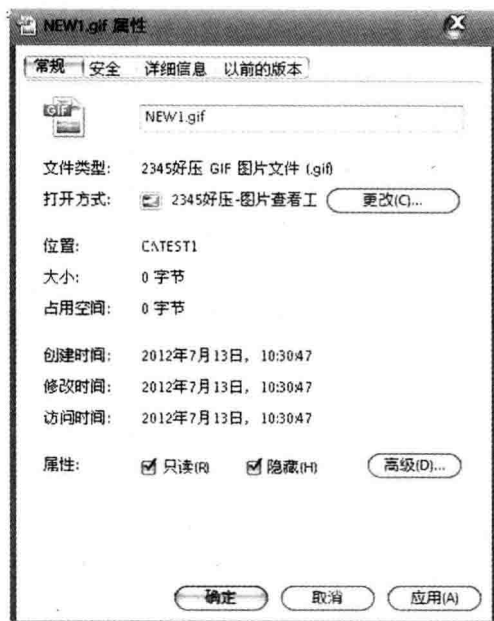 NEW1.gif 属性
常规 安全 详细信息 以前的版本
GIF
NEW1.gif
文件类型: 2345好压 GIF 图片文件 (.gif)
打开方式: 2345好压-图片查看工 更改(C)...
位置: C:\TEST1
大小: 0 字节
占用空间: 0 字节
创建时间: 2012年7月13日, 10:30:47
修改时间: 2012年7月13日, 10:30:47
访问时间: 2012年7月13日, 10:30:47
属性: 只读(R) 隐藏(H) 高级(D)...
确定 取消 应用(A)